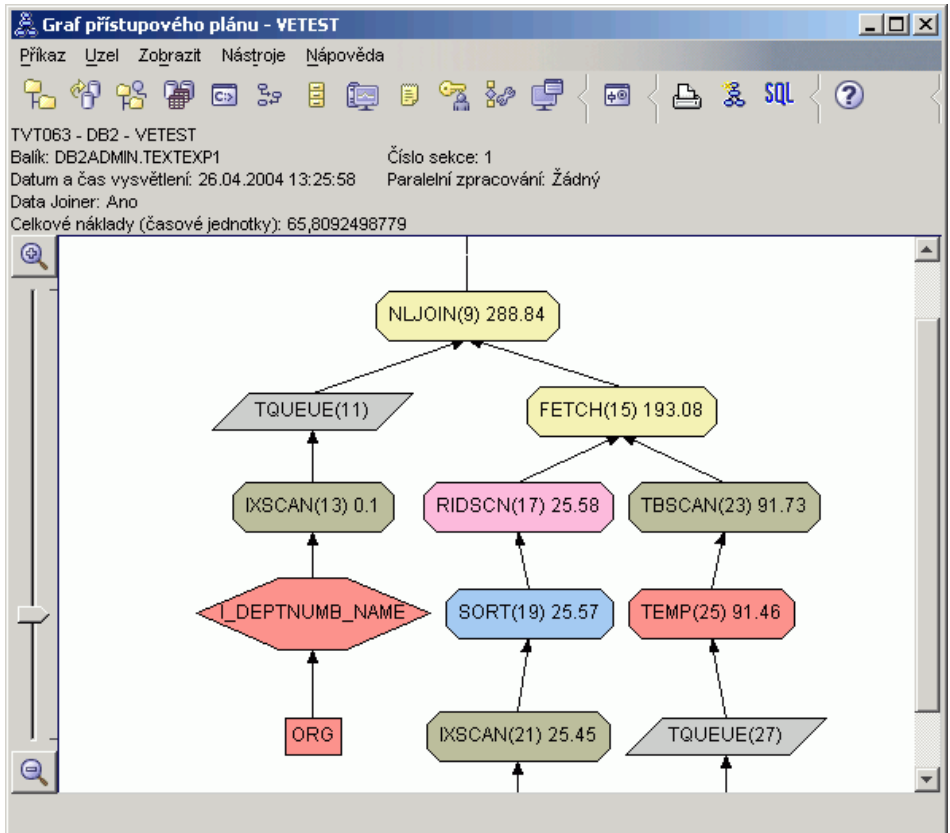 Graf přístupového plánu - VETEST
Příkaz Uzel Zobrazit Nástroje Nápověda
SQL
TVT063 - DB2 - VETEST
Balík: DB2ADMIN.TEXTEXP1 Číslo sekce: 1
Datum a čas vysvětlení: 26.04.2004 13:25:58 Paralelní zpracování: Žádný
Data Joiner: Ano
Celkové náklady (časové jednotky): 65,8092498779
NLJOIN(9) 288.84
TQUEUE(11) FETCH(15) 193.08
IXSCAN(13) 0.1 RIDSCN(17) 25.58 TBSCAN(23) 91.73
I_DEPTNUMB_NAME SORT(19) 25.57 TEMP(25) 91.46
ORG IXSCAN(21) 25.45 TQUEUE(27)